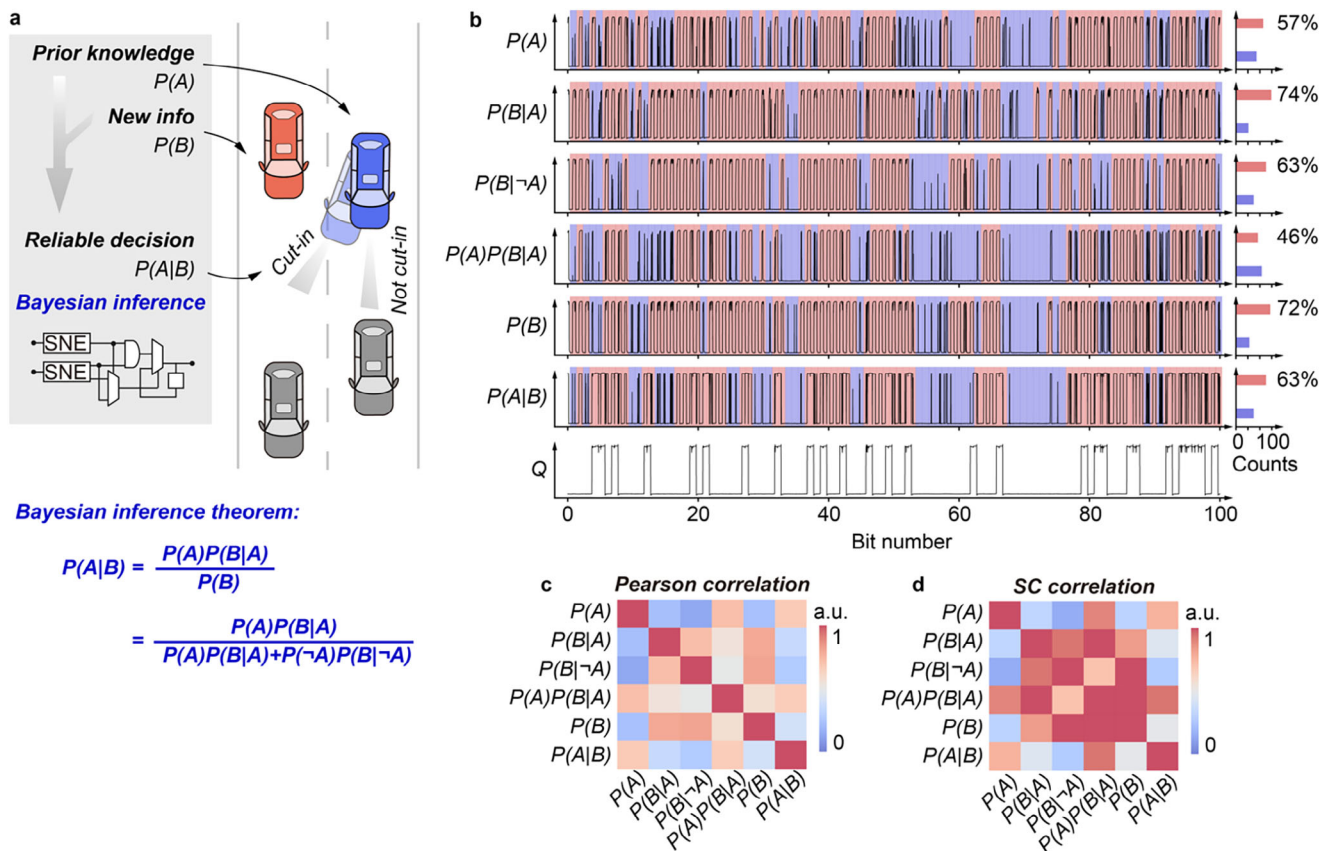 a
Prior knowledge
P(A)
New info
P(B)
Reliable decision
P(A|B)
Bayesian inference
SNE
SNE
Cut-in
Not cut-in
Bayesian inference theorem:
P(A|B) = P(A)P(B|A)
P(B)
= P(A)P(B|A)
P(A)P(B|A)+P(¬A)P(B|¬A)
b
P(A)
57%
P(B|A)
74%
P(B|¬A)
63%
P(A)P(B|A)
46%
P(B)
72%
P(A|B)
63%
0 100
Counts
Q
0 20 40 60 80 100
Bit number
c
Pearson correlation
P(A)
P(B|A)
P(B|¬A)
P(A)P(B|A)
P(B)
P(A|B)
P(A)
P(B|A)
P(B|¬A)
P(A)P(B|A)
P(B)
P(A|B)
a.u.
1
0
d
SC correlation
P(A)
P(B|A)
P(B|¬A)
P(A)P(B|A)
P(B)
P(A|B)
P(A)
P(B|A)
P(B|¬A)
P(A)P(B|A)
P(B)
P(A|B)
a.u.
1
0